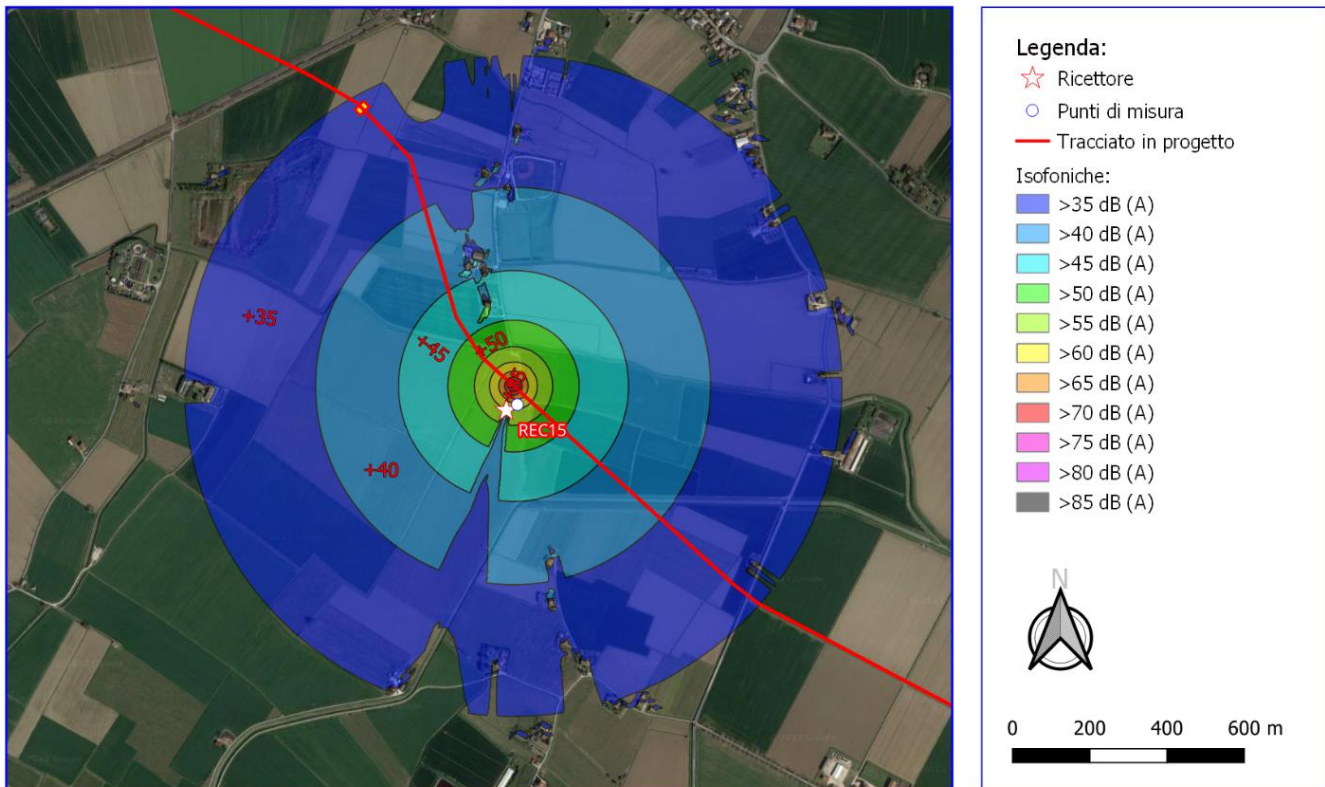 +35
+45
+50
REC15
+40
Legenda:
Ricettore
Punti di misura
Tracciato in progetto
Isofoniche:
>35 dB (A)
>40 dB (A)
>45 dB (A)
>50 dB (A)
>55 dB (A)
>60 dB (A)
>65 dB (A)
>70 dB (A)
>75 dB (A)
>80 dB (A)
>85 dB (A)
N
0 200 400 600 m